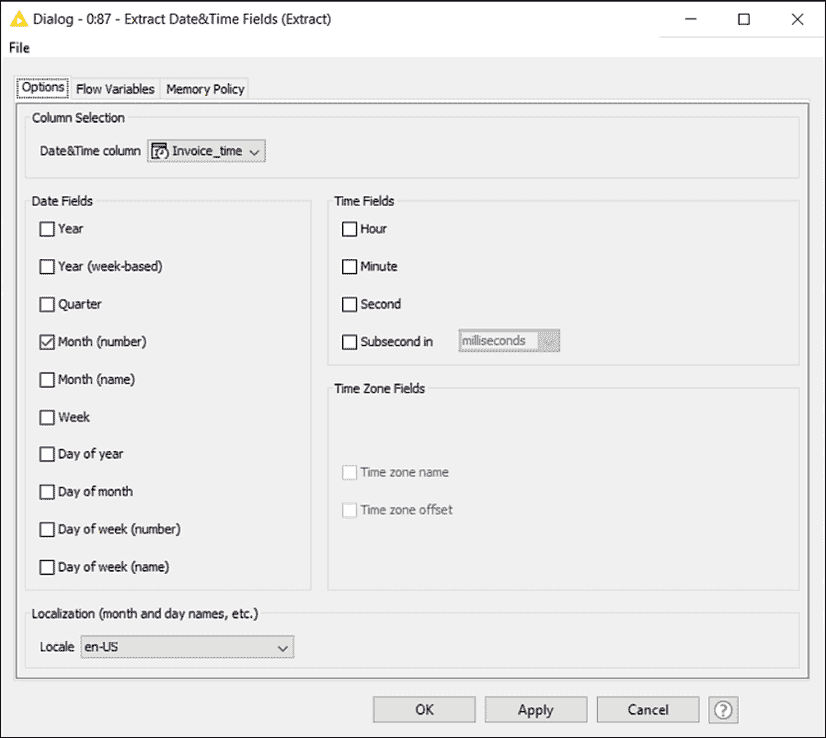 Dialog - 0:87 - Extract Date&Time Fields (Extract)
File
Options Flow Variables Memory Policy
Column Selection
Date&Time column Invoice_time
Date Fields
Year
Year (week-based)
Quarter
Month (number)
Month (name)
Week
Day of year
Day of month
Day of week (number)
Day of week (name)
Time Fields
Hour
Minute
Second
Subsecond in milliseconds
Time Zone Fields
Time zone name
Time zone offset
Localization (month and day names, etc.)
Locale en-US
OK Apply Cancel ?